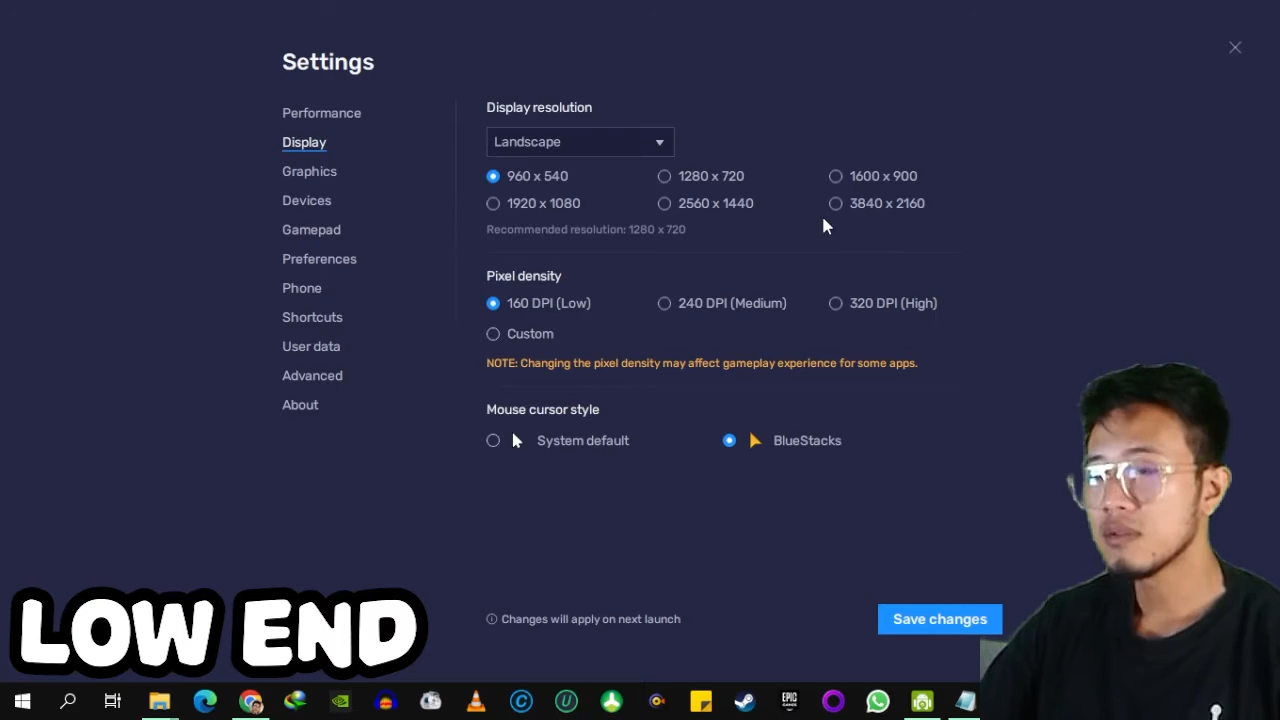 Settings
Performance
Display
Graphics
Devices
Gamepad
Preferences
Phone
Shortcuts
User data
Advanced
About
Display resolution
Landscape
960 x 540
1280 x 720
1600 x 900
1920 x 1080
2560 x 1440
3840 x 2160
Recommended resolution: 1280 x 720
Pixel density
160 DPI (Low)
240 DPI (Medium)
320 DPI (High)
Custom
NOTE: Changing the pixel density may affect gameplay experience for some apps.
Mouse cursor style
System default
BlueStacks
Changes will apply on next launch
Save changes
LOW END
EPIC
GAMES